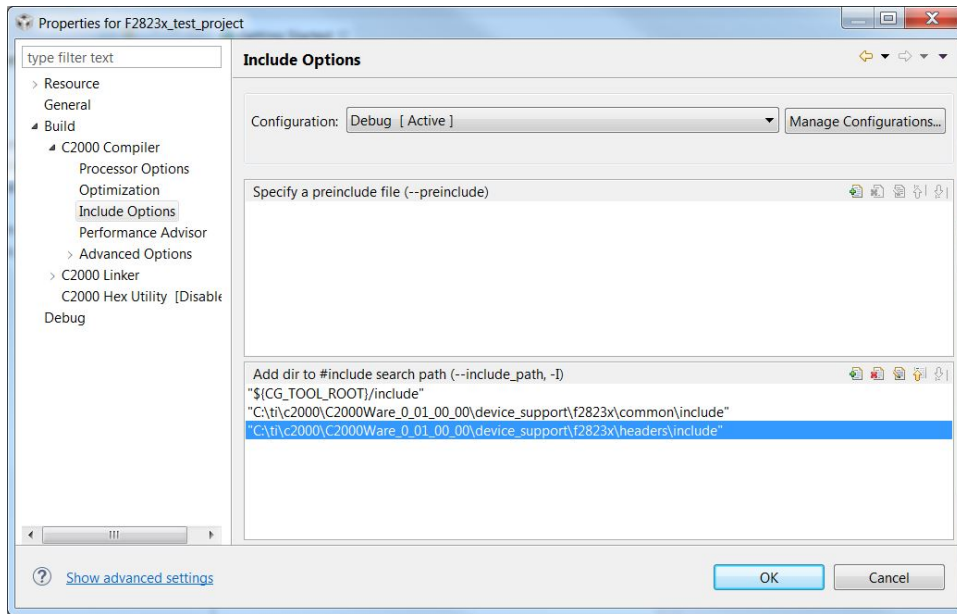 Properties for F2823x_test_project
type filter text
Include Options
Resource
General
Build
C2000 Compiler
Processor Options
Optimization
Include Options
Performance Advisor
Advanced Options
C2000 Linker
C2000 Hex Utility [Disable
Debug
Configuration: Debug [ Active ] Manage Configurations...
Specify a preinclude file (--preinclude)
Add dir to #include search path (--include_path, -I)
"${CG_TOOL_ROOT}/include"
"C:\ti\c2000\C2000Ware_0_01_00_00\device_support\f2823x\common\include"
"C:\ti\c2000\C2000Ware_0_01_00_00\device_support\f2823x\headers\include"
Show advanced settings
OK Cancel